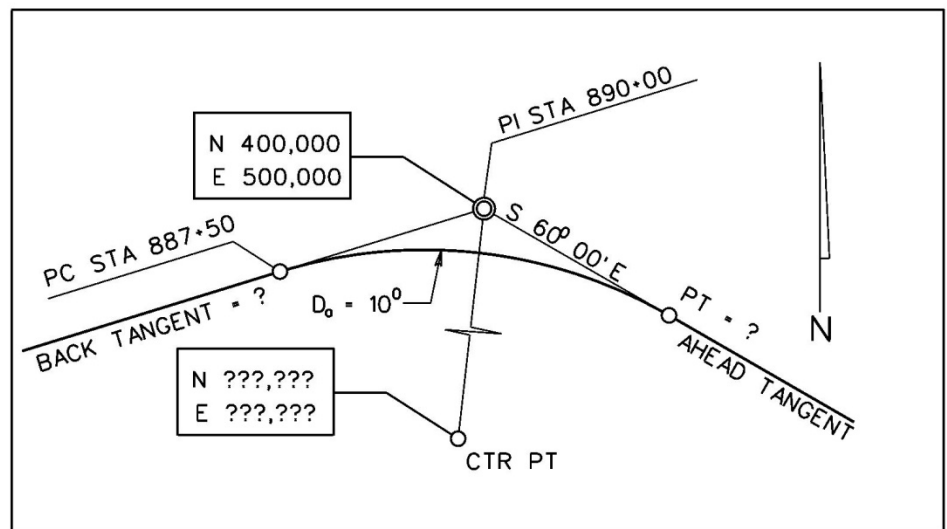 PI STA 890+00
N 400,000
E 500,000
S 60° 00' E
PC STA 887+50
Da = 10°
BACK TANGENT = ?
PT = ?
N
AHEAD TANGENT
N ???,???
E ???,???
CTR PT